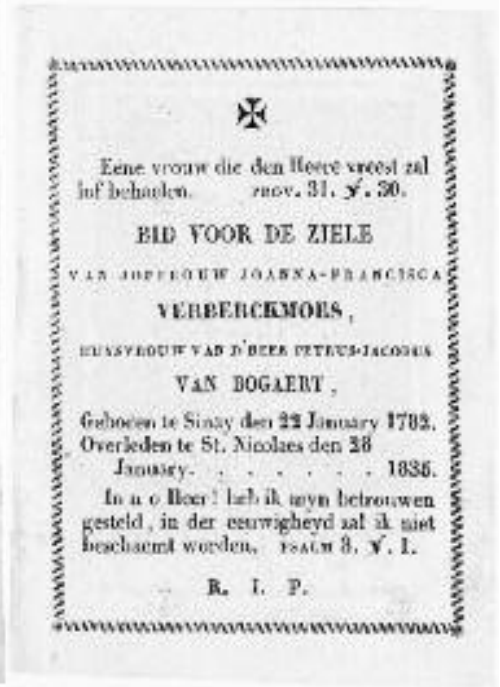 ✠
Eene vrouw die den Heere vreest zal
lof behaelen. PROV. 31. ℣. 30.
BID VOOR DE ZIELE
VAN JOFFROUW JOANNA-FRANCISCA
VERBERCKMOES,
HUYSVROUW VAN D'HEER PETRUS-JACOBUS
VAN BOGAERT,
Geboren te Sinay den 22 January 1782.
Overleden te St. Nicolaes den 28
January. . . . . . . 1835.
In u o Heer! heb ik myn betrouwen
gesteld, in der eeuwigheyd zal ik niet
beschaemt worden. PSALM 3. ℣. 1.
R. I. P.